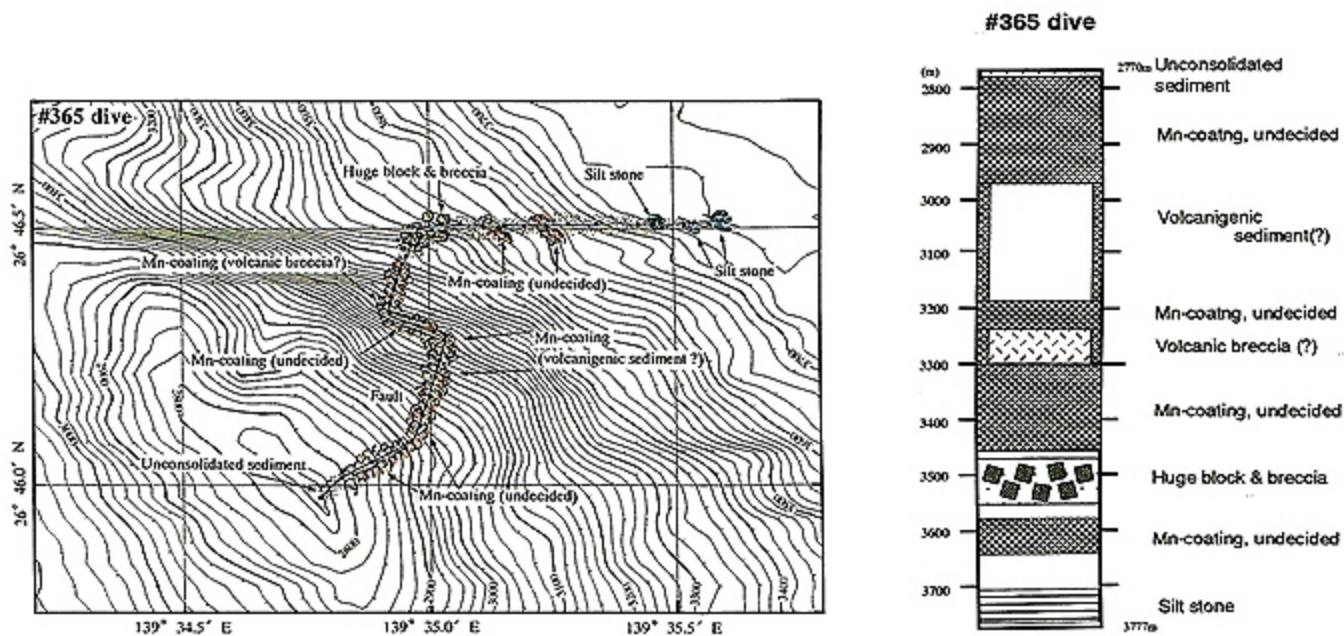 #365 dive
Huge block & breccia
Silt stone
Mn-coating (volcanic breccia?)
Mn-coating (undecided)
Silt stone
Mn-coating
(volcanigenic sediment ?)
Mn-coating (undecided)
Fault
Unconsolidated sediment
Mn-coating (undecided)
26° 46.5' N
26° 46.0' N
139° 34.5' E
139° 35.0' E
139° 35.5' E
#365 dive
(m)
2770m Unconsolidated
sediment
2800
Mn-coatng, undecided
2900
3000
Volcanigenic
sediment(?)
3100
3200
Mn-coatng, undecided
Volcanic breccia (?)
3300
Mn-coating, undecided
3400
3500
Huge block & breccia
3600
Mn-coating, undecided
3700
Silt stone
3777m